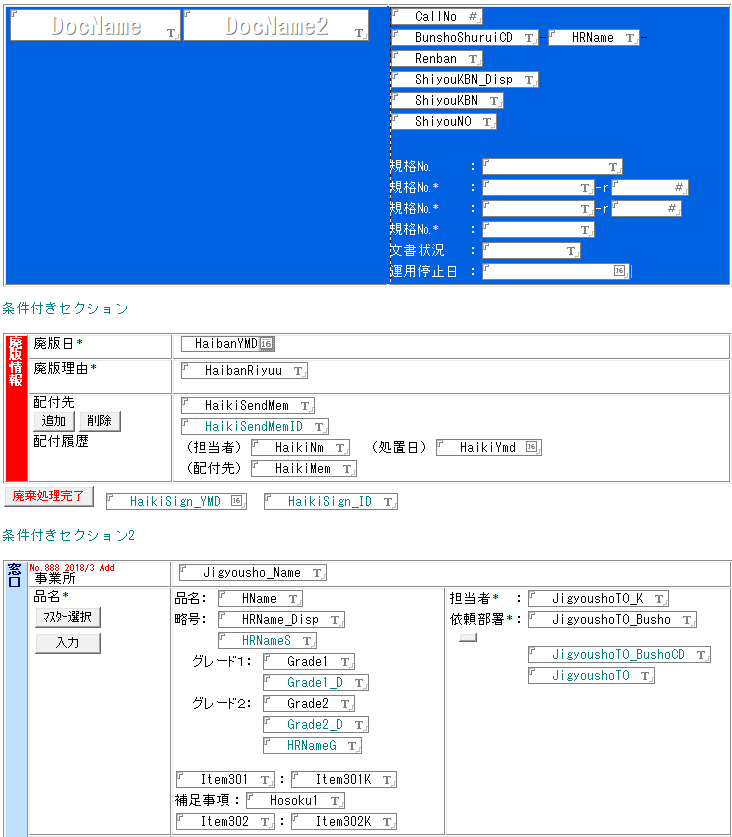 DocName T DocName2 T
CallNo #
BunshoShuruiCD T - HRName T -
Renban T
ShiyouKBN_Disp T
ShiyouKBN T
ShiyouNO T
規格No. : T
規格No.* : T -r #
規格No.* : T -r #
規格No.* : T
文書状況 : T
運用停止日 : 16
条件付きセクション
廃版情報
廃版日* HaibanYMD 16
廃版理由* HaibanRiyuu T
配付先 HaikiSendMem T
追加 削除 HaikiSendMemID T
配付履歴 (担当者) HaikiNm T (処置日) HaikiYmd 16
(配付先) HaikiMem T
廃棄処理完了 HaikiSign_YMD 16 HaikiSign_ID T
条件付きセクション2
窓口
No.868 2018/3 Add
事業所 Jigyousho_Name T
品名* 品名: HName T 担当者* : JigyoushoTO_K T
マスター選択 略号: HRName_Disp T 依頼部署*: JigyoushoTO_Busho T
入力 HRNameS T
グレード1: Grade1 T JigyoushoTO_BushoCD T
Grade1_D T JigyoushoTO T
グレード2: Grade2 T
Grade2_D T
HRNameG T
Item301 T : Item301K T
補足事項: Hosoku1 T
Item302 T : Item302K T